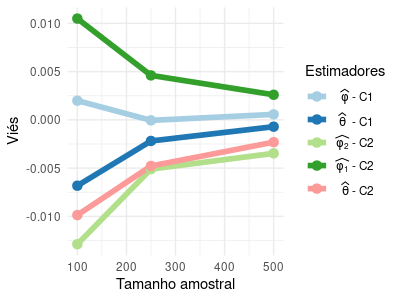 Viés
0.010
0.005
0.000
-0.005
-0.010
100
200
300
400
500
Tamanho amostral
Estimadores
φ̂ - C1
θ̂ - C1
φ̂₂ - C2
φ̂₁ - C2
θ̂ - C2